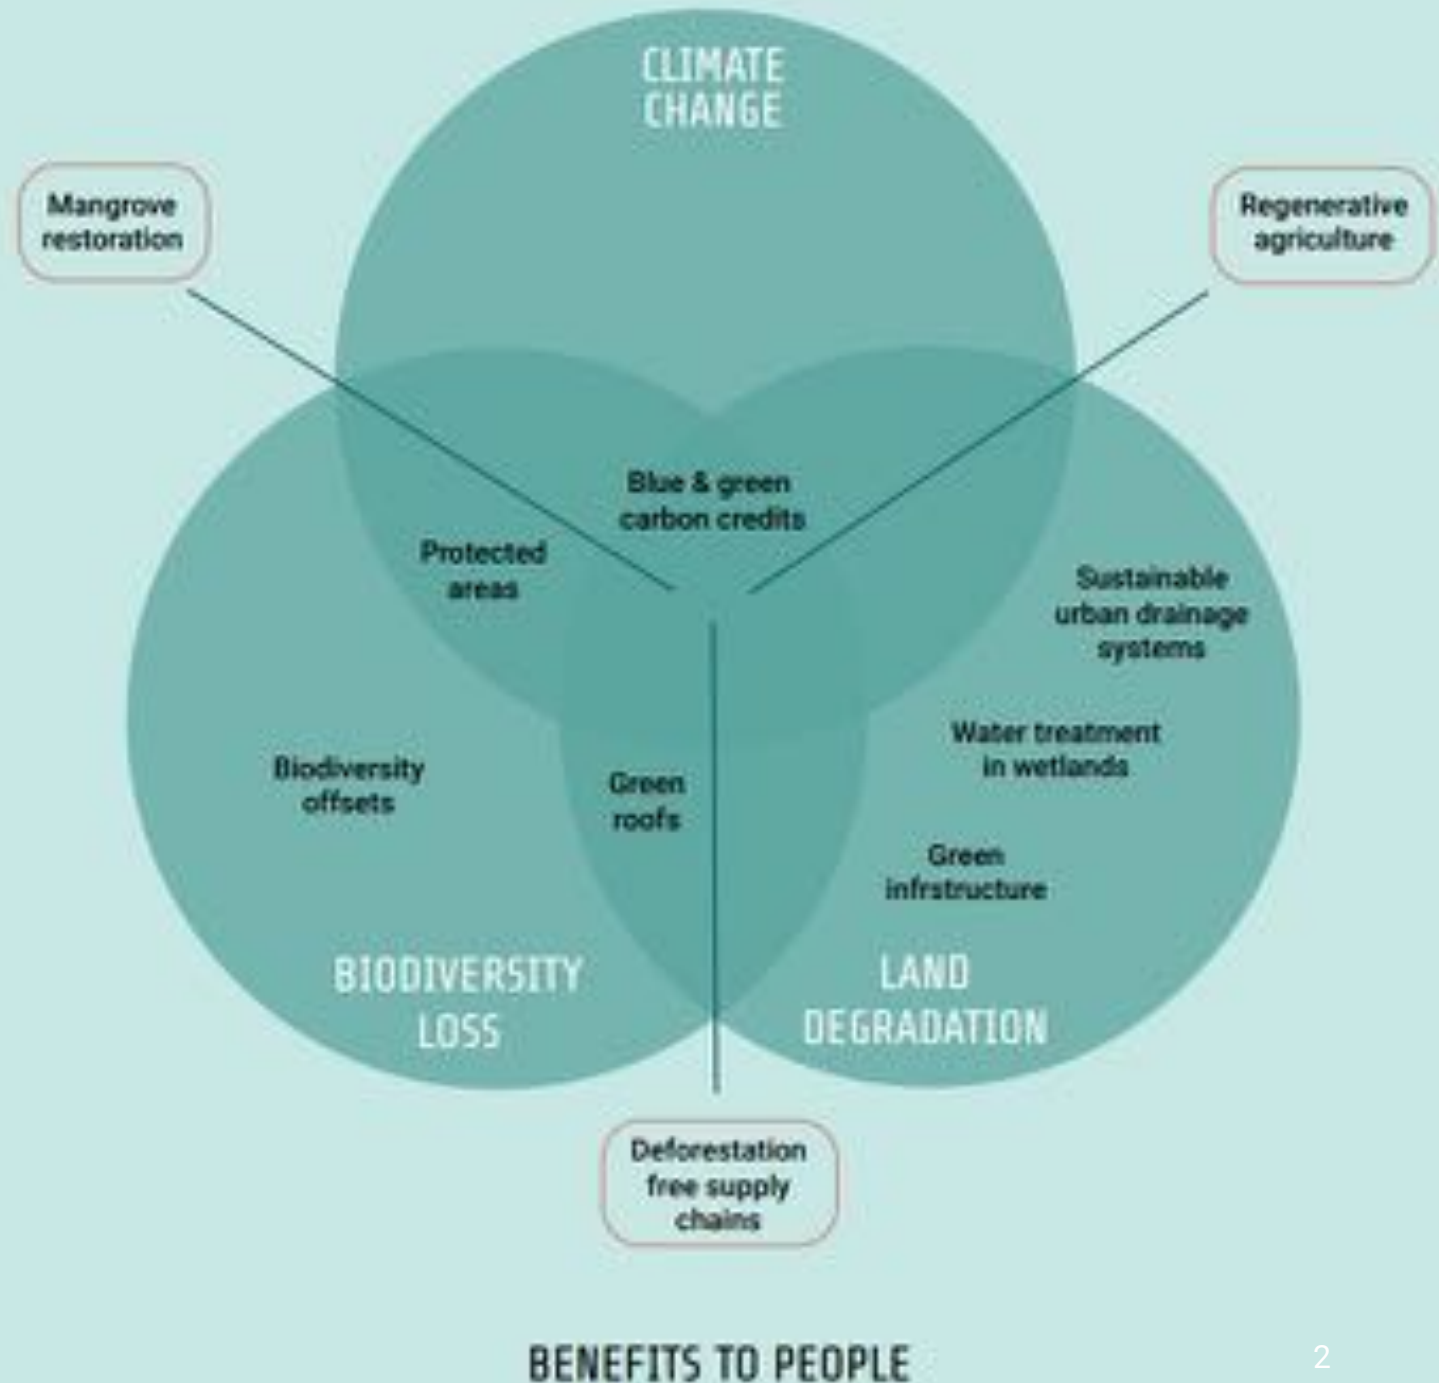 CLIMATE
CHANGE
Mangrove
restoration
Regenerative
agriculture
Blue & green
carbon credits
Protected
areas
Sustainable
urban drainage
systems
Water treatment
in wetlands
Biodiversity
offsets
Green
roofs
Green
infrstructure
BIODIVERSITY
LOSS
LAND
DEGRADATION
Deforestation
free supply
chains
BENEFITS TO PEOPLE
2